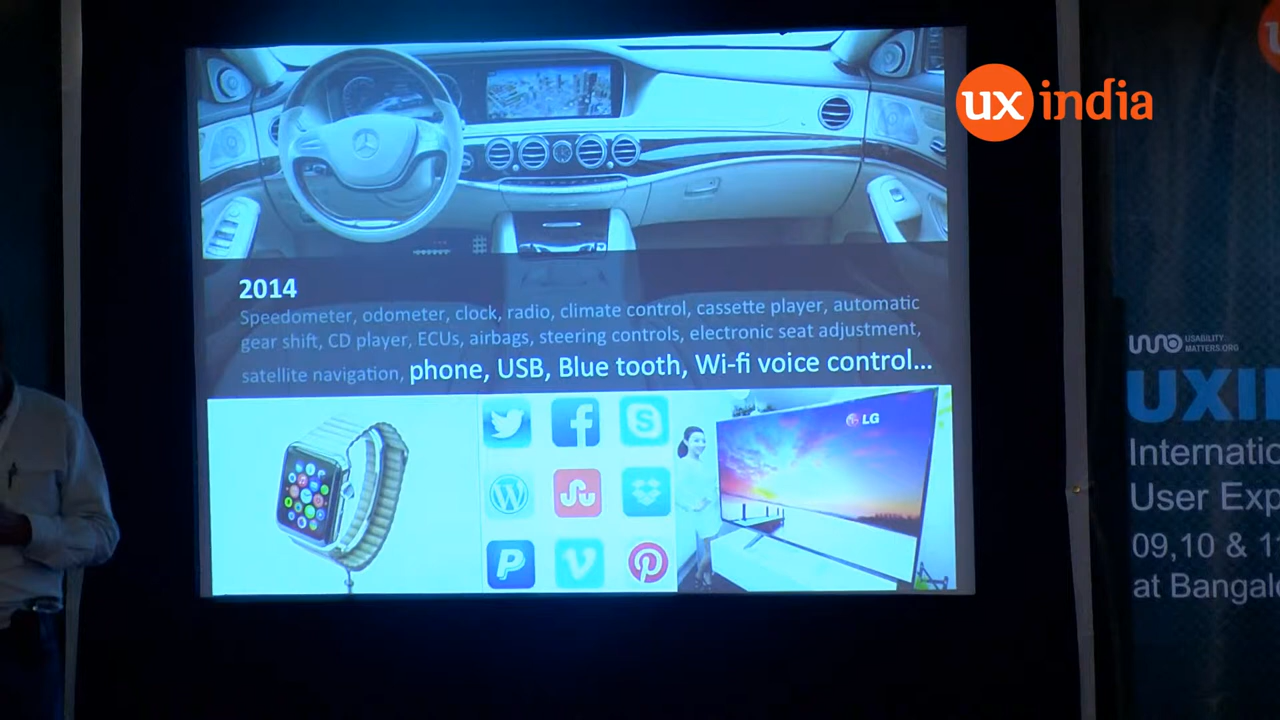 ux india
2014
Speedometer, odometer, clock, radio, climate control, cassette player, automatic
gear shift, CD player, ECUs, airbags, steering controls, electronic seat adjustment,
satellite navigation, phone, USB, Blue tooth, Wi-fi voice control...
LG
USABILITY
MATTERS.ORG
UXI
Internatio
User Exp
09,10 & 1
at Bangal